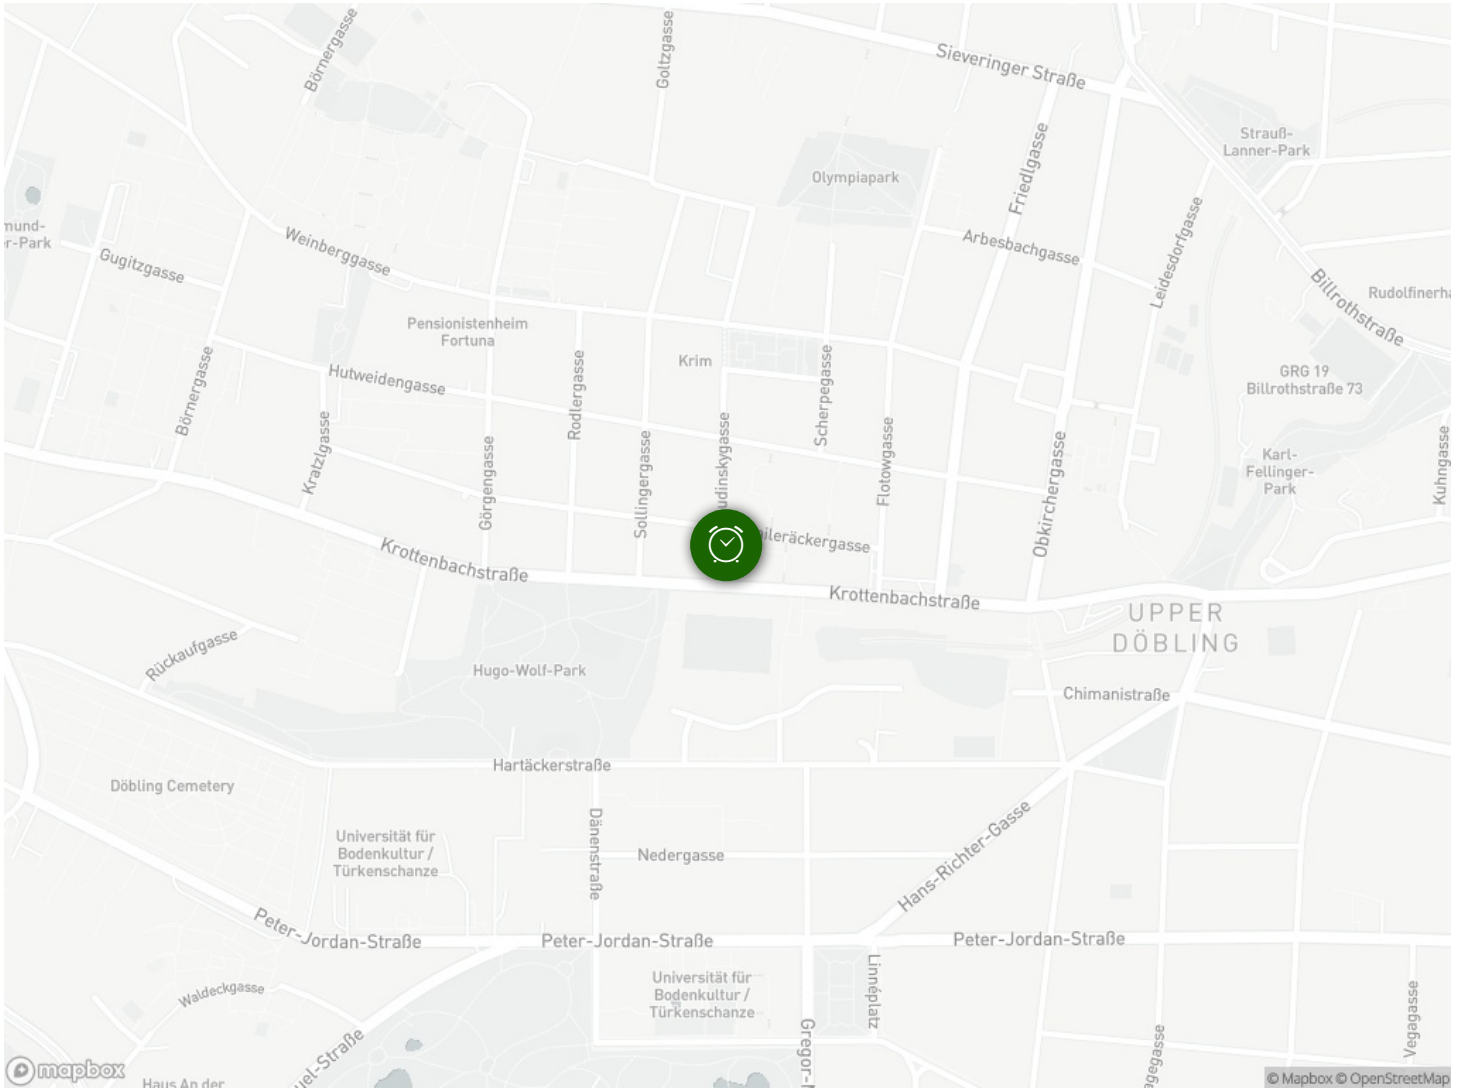 Börnergasse
Goltzgasse
Sieveringer Straße
Strauß-
Lanner-Park
Olympiapark
Friedlgasse
Leidesdorfgasse
Arbesbachgasse
Weinberggasse
Gugitzgasse
Billrothstraße
Pensionistenheim
Fortuna
Krim
Hutweidengasse
Börnergasse
Kratzlgasse
Görgengasse
Rodlergasse
Sollingergasse
Scherpegasse
Flotowgasse
Obkirchergasse
GRG 19
Billrothstraße 73
Karl-
Fellinger-
Park
Kuhngasse
Krottenbachstraße
Krottenbachstraße
UPPER
DÖBLING
Rückaufgasse
Hugo-Wolf-Park
Chimanistraße
Hartäckerstraße
Döbling Cemetery
Universität für
Bodenkultur /
Türkenschanze
Dänenstraße
Nedergasse
Hans-Richter-Gasse
Peter-Jordan-Straße
Peter-Jordan-Straße
Peter-Jordan-Straße
Waldeckgasse
Universität für
Bodenkultur /
Türkenschanze
Linnéplatz
Vegagasse
Haus An der
mapbox
© Mapbox © OpenStreetMap